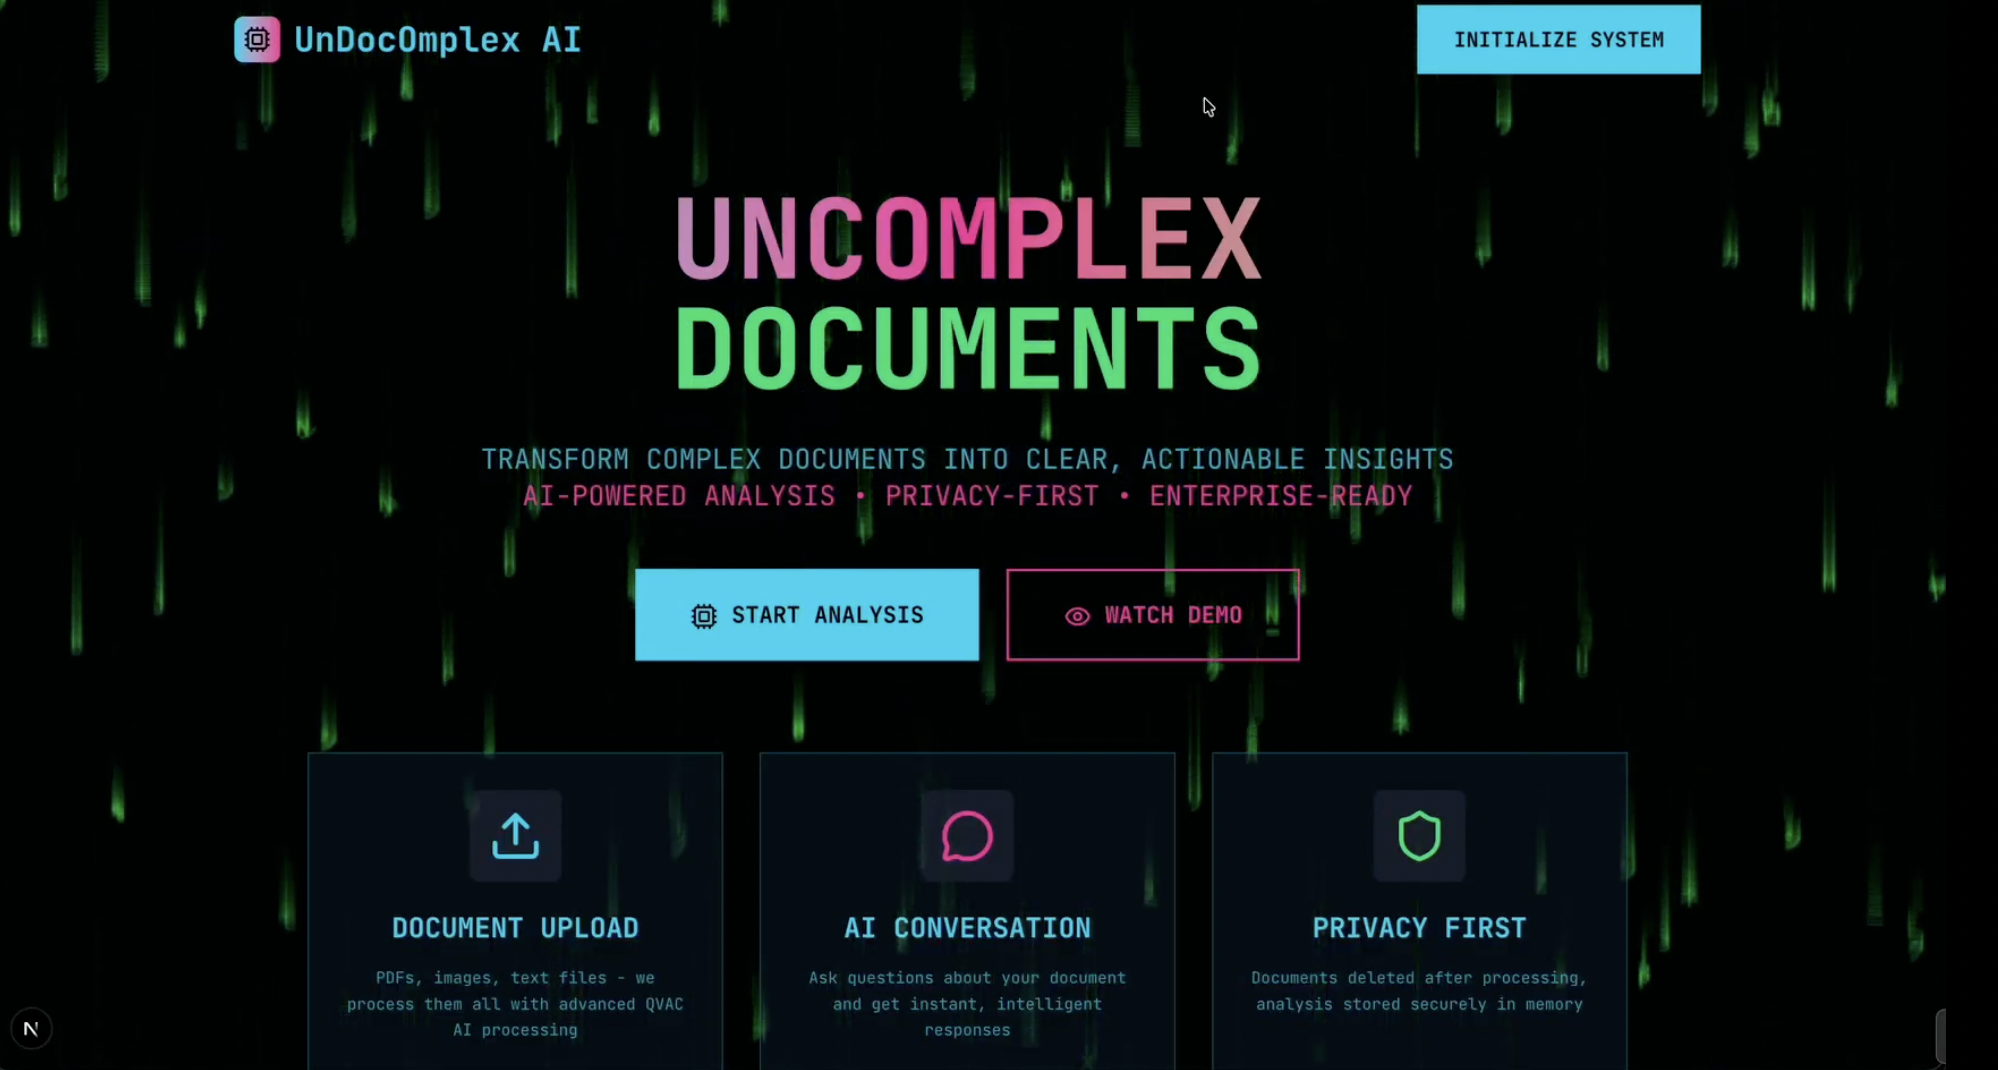 UnDocOmplex AI
INITIALIZE SYSTEM
UNCOMPLEX
DOCUMENTS
TRANSFORM COMPLEX DOCUMENTS INTO CLEAR, ACTIONABLE INSIGHTS
AI-POWERED ANALYSIS • PRIVACY-FIRST • ENTERPRISE-READY
START ANALYSIS
WATCH DEMO
DOCUMENT UPLOAD
PDFs, images, text files - we
process them all with advanced QVAC
AI processing
AI CONVERSATION
Ask questions about your document
and get instant, intelligent
responses
PRIVACY FIRST
Documents deleted after processing,
analysis stored securely in memory
N